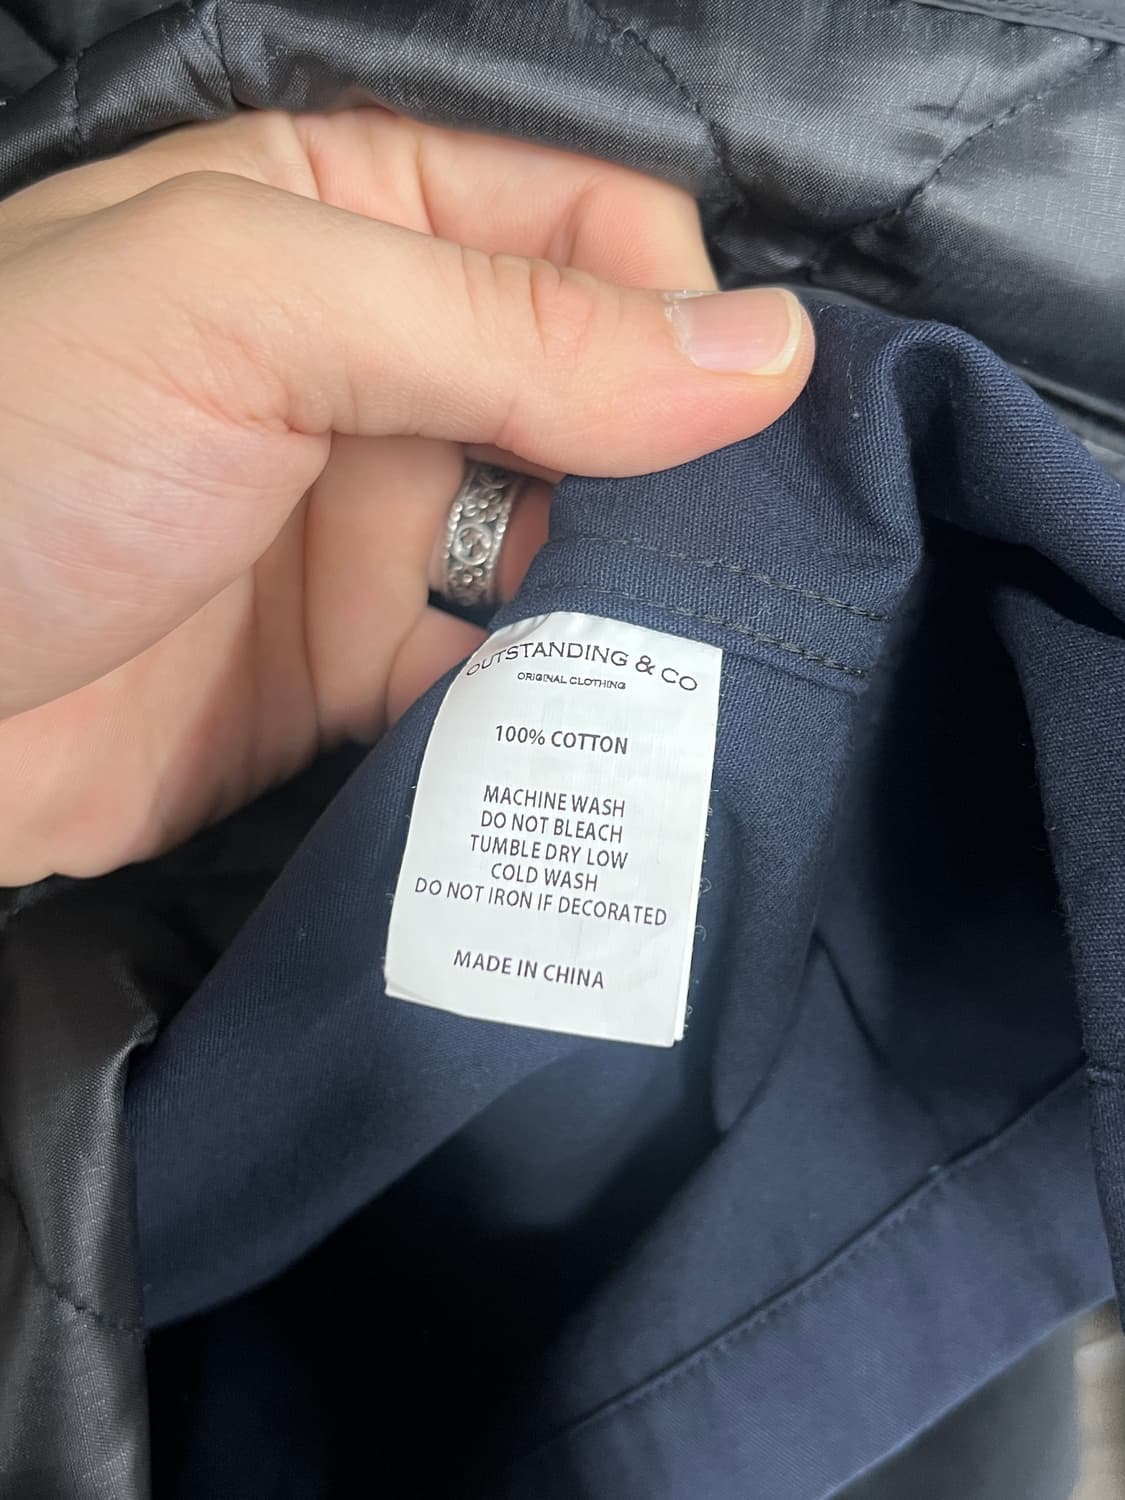 OUTSTANDING & CO
ORIGINAL CLOTHING
100% COTTON
MACHINE WASH
DO NOT BLEACH
TUMBLE DRY LOW
COLD WASH
DO NOT IRON IF DECORATED
MADE IN CHINA